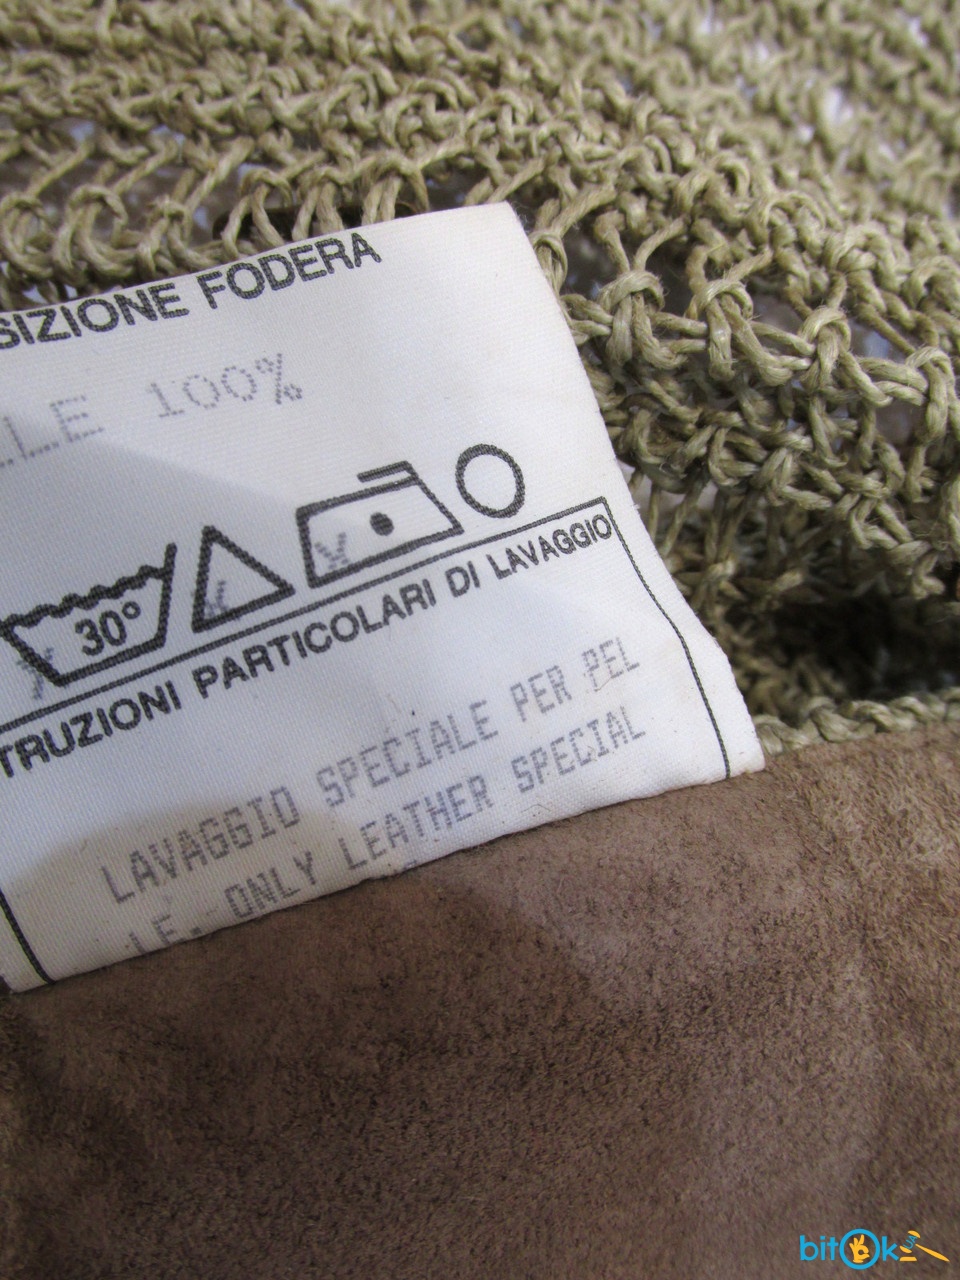 SIZIONE FODERA
LLE 100%
30°
TRUZIONI PARTICOLARI DI LAVAGGIO
LAVAGGIO SPECIALE PER PEL
LE. ONLY LEATHER SPECIAL
bitOk